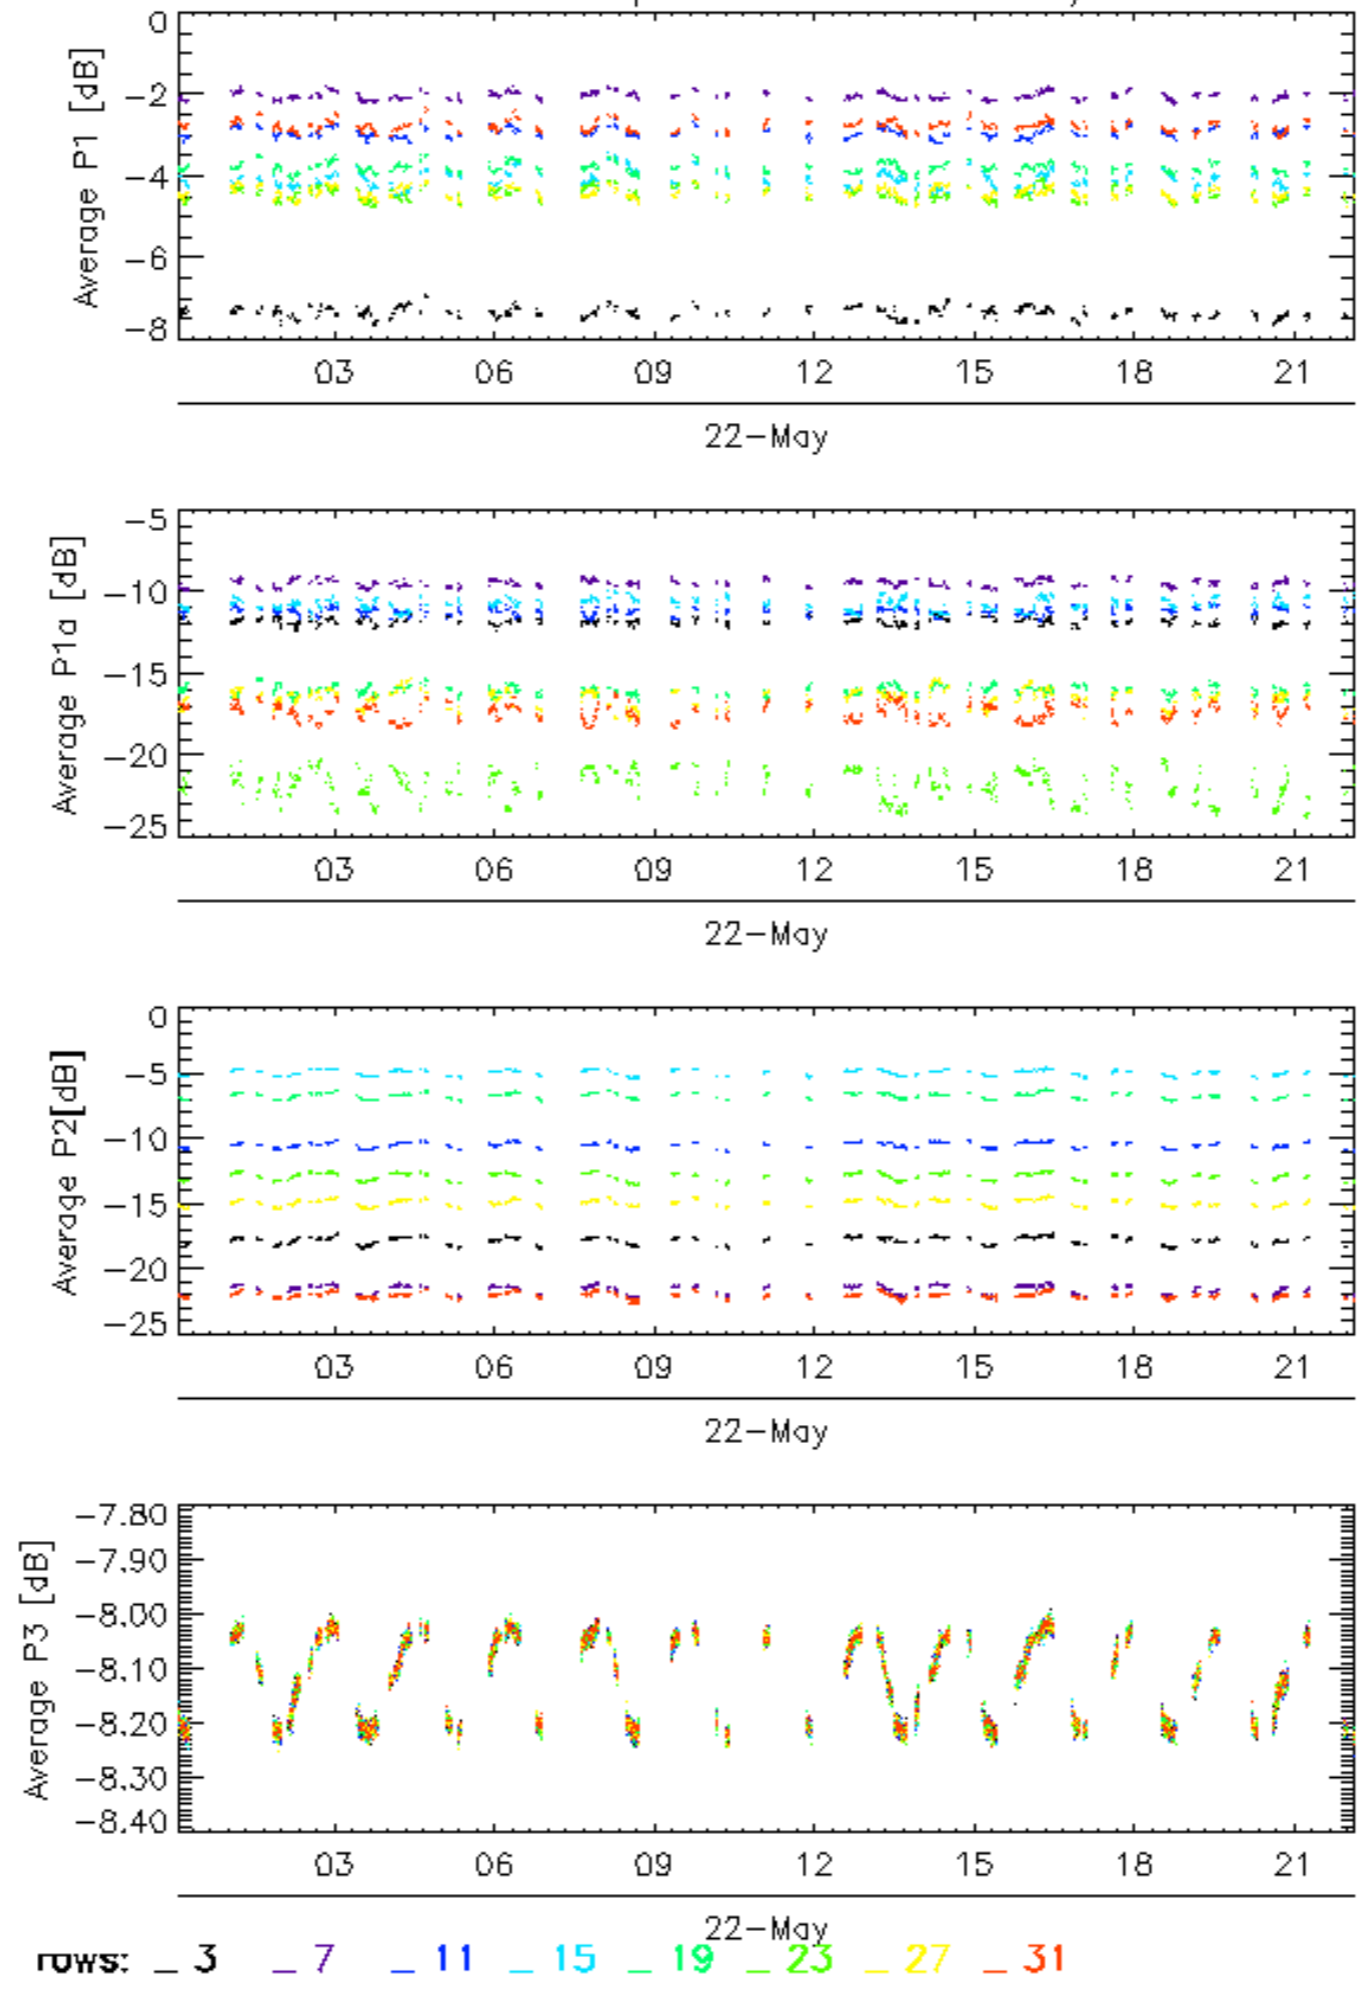 0
-2
-4
-6
-8
Average P1 [dB]
03 06 09 12 15 18 21
22-May
-5
-10
-15
-20
-25
Average P1a [dB]
03 06 09 12 15 18 21
22-May
0
-5
-10
-15
-20
-25
Average P2[dB]
03 06 09 12 15 18 21
22-May
-7.80
-7.90
-8.00
-8.10
-8.20
-8.30
-8.40
Average P3 [dB]
03 06 09 12 15 18 21
22-May
rows: _ 3 _ 7 _ 11 _ 15 _ 19 _ 23 _ 27 _ 31